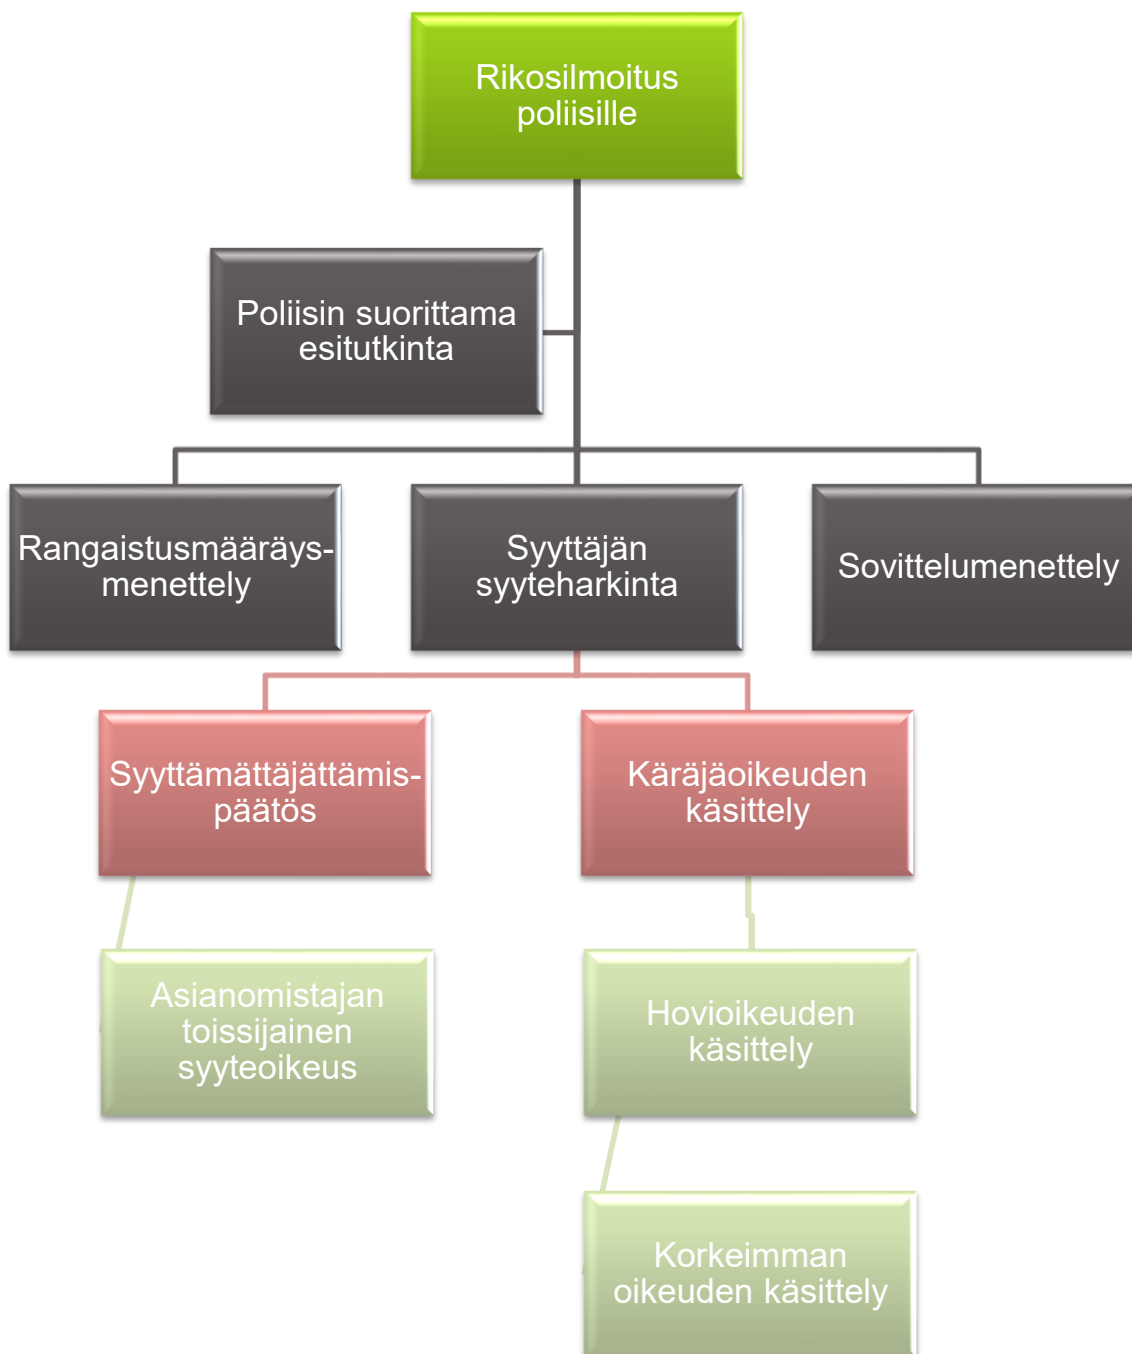 Rikosilmoitus
poliisille
Poliisin suorittama
esitutkinta
Rangaistusmääräys-
menettely
Syyttäjän
syyteharkinta
Sovittelumenettely
Syyttämättäjättämis-
päätös
Käräjäoikeuden
käsittely
Asianomistajan
toissijainen
syyteoikeus
Hovioikeuden
käsittely
Korkeimman
oikeuden käsittely